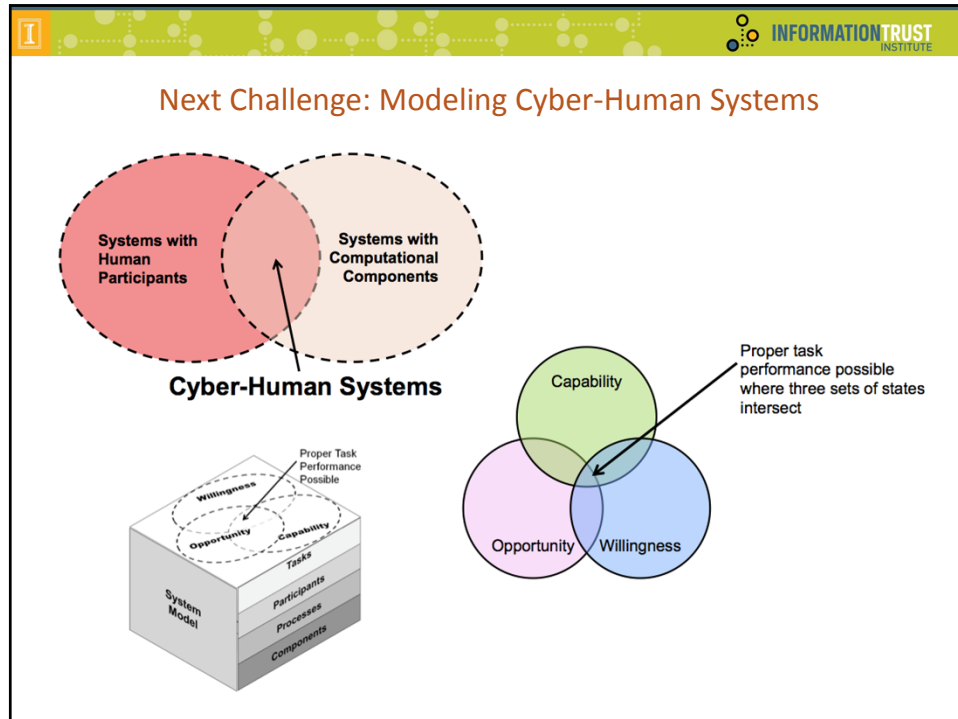 I
INFORMATIONTRUST
INSTITUTE
Next Challenge: Modeling Cyber-Human Systems
Systems with
Human
Participants
Systems with
Computational
Components
Cyber-Human Systems
Proper task
performance possible
where three sets of states
intersect
Capability
Opportunity
Willingness
Proper Task
Performance
Possible
Willingness
Opportunity
Capability
Tasks
Participants
Processes
Components
System
Model